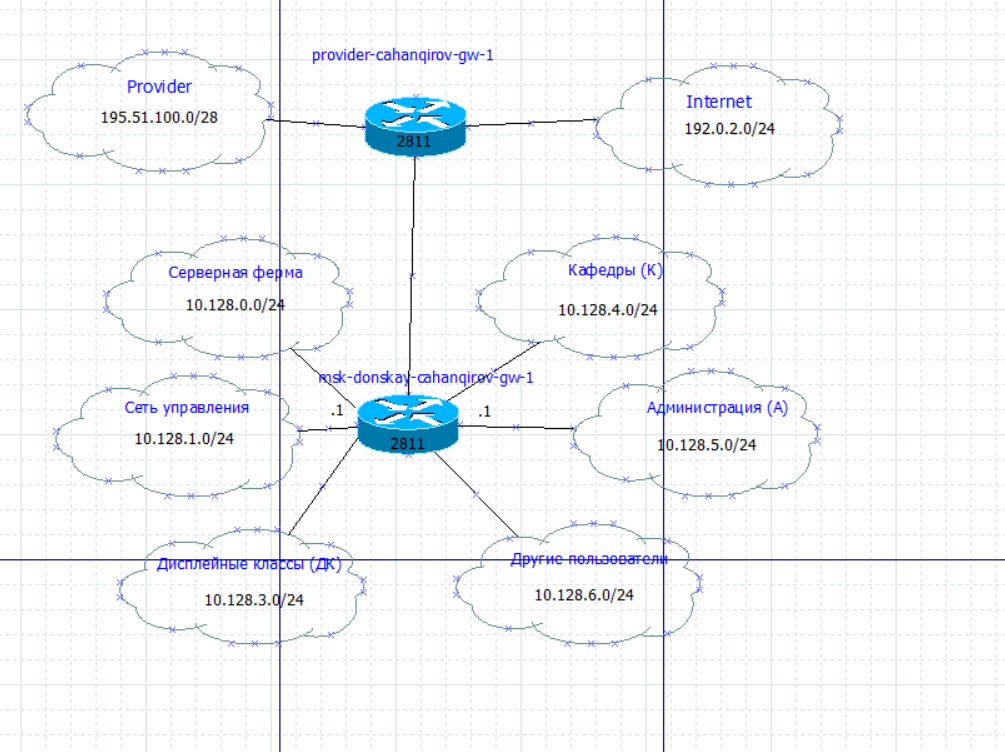 provider-cahanqirov-gw-1
Provider
195.51.100.0/28
Internet
192.0.2.0/24
2811
Серверная ферма
10.128.0.0/24
Кафедры (К)
10.128.4.0/24
msk-donskay-cahanqirov-gw-1
Сеть управления
10.128.1.0/24
.1
.1
2811
Администрация (А)
10.128.5.0/24
Дисплейные классы (ДК)
10.128.3.0/24
Другие пользователи
10.128.6.0/24